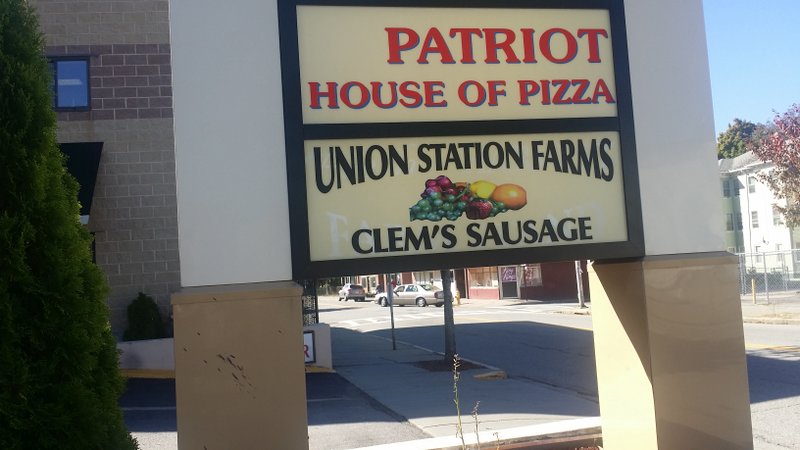 PATRIOT
HOUSE OF PIZZA
UNION STATION FARMS
CLEM'S SAUSAGE